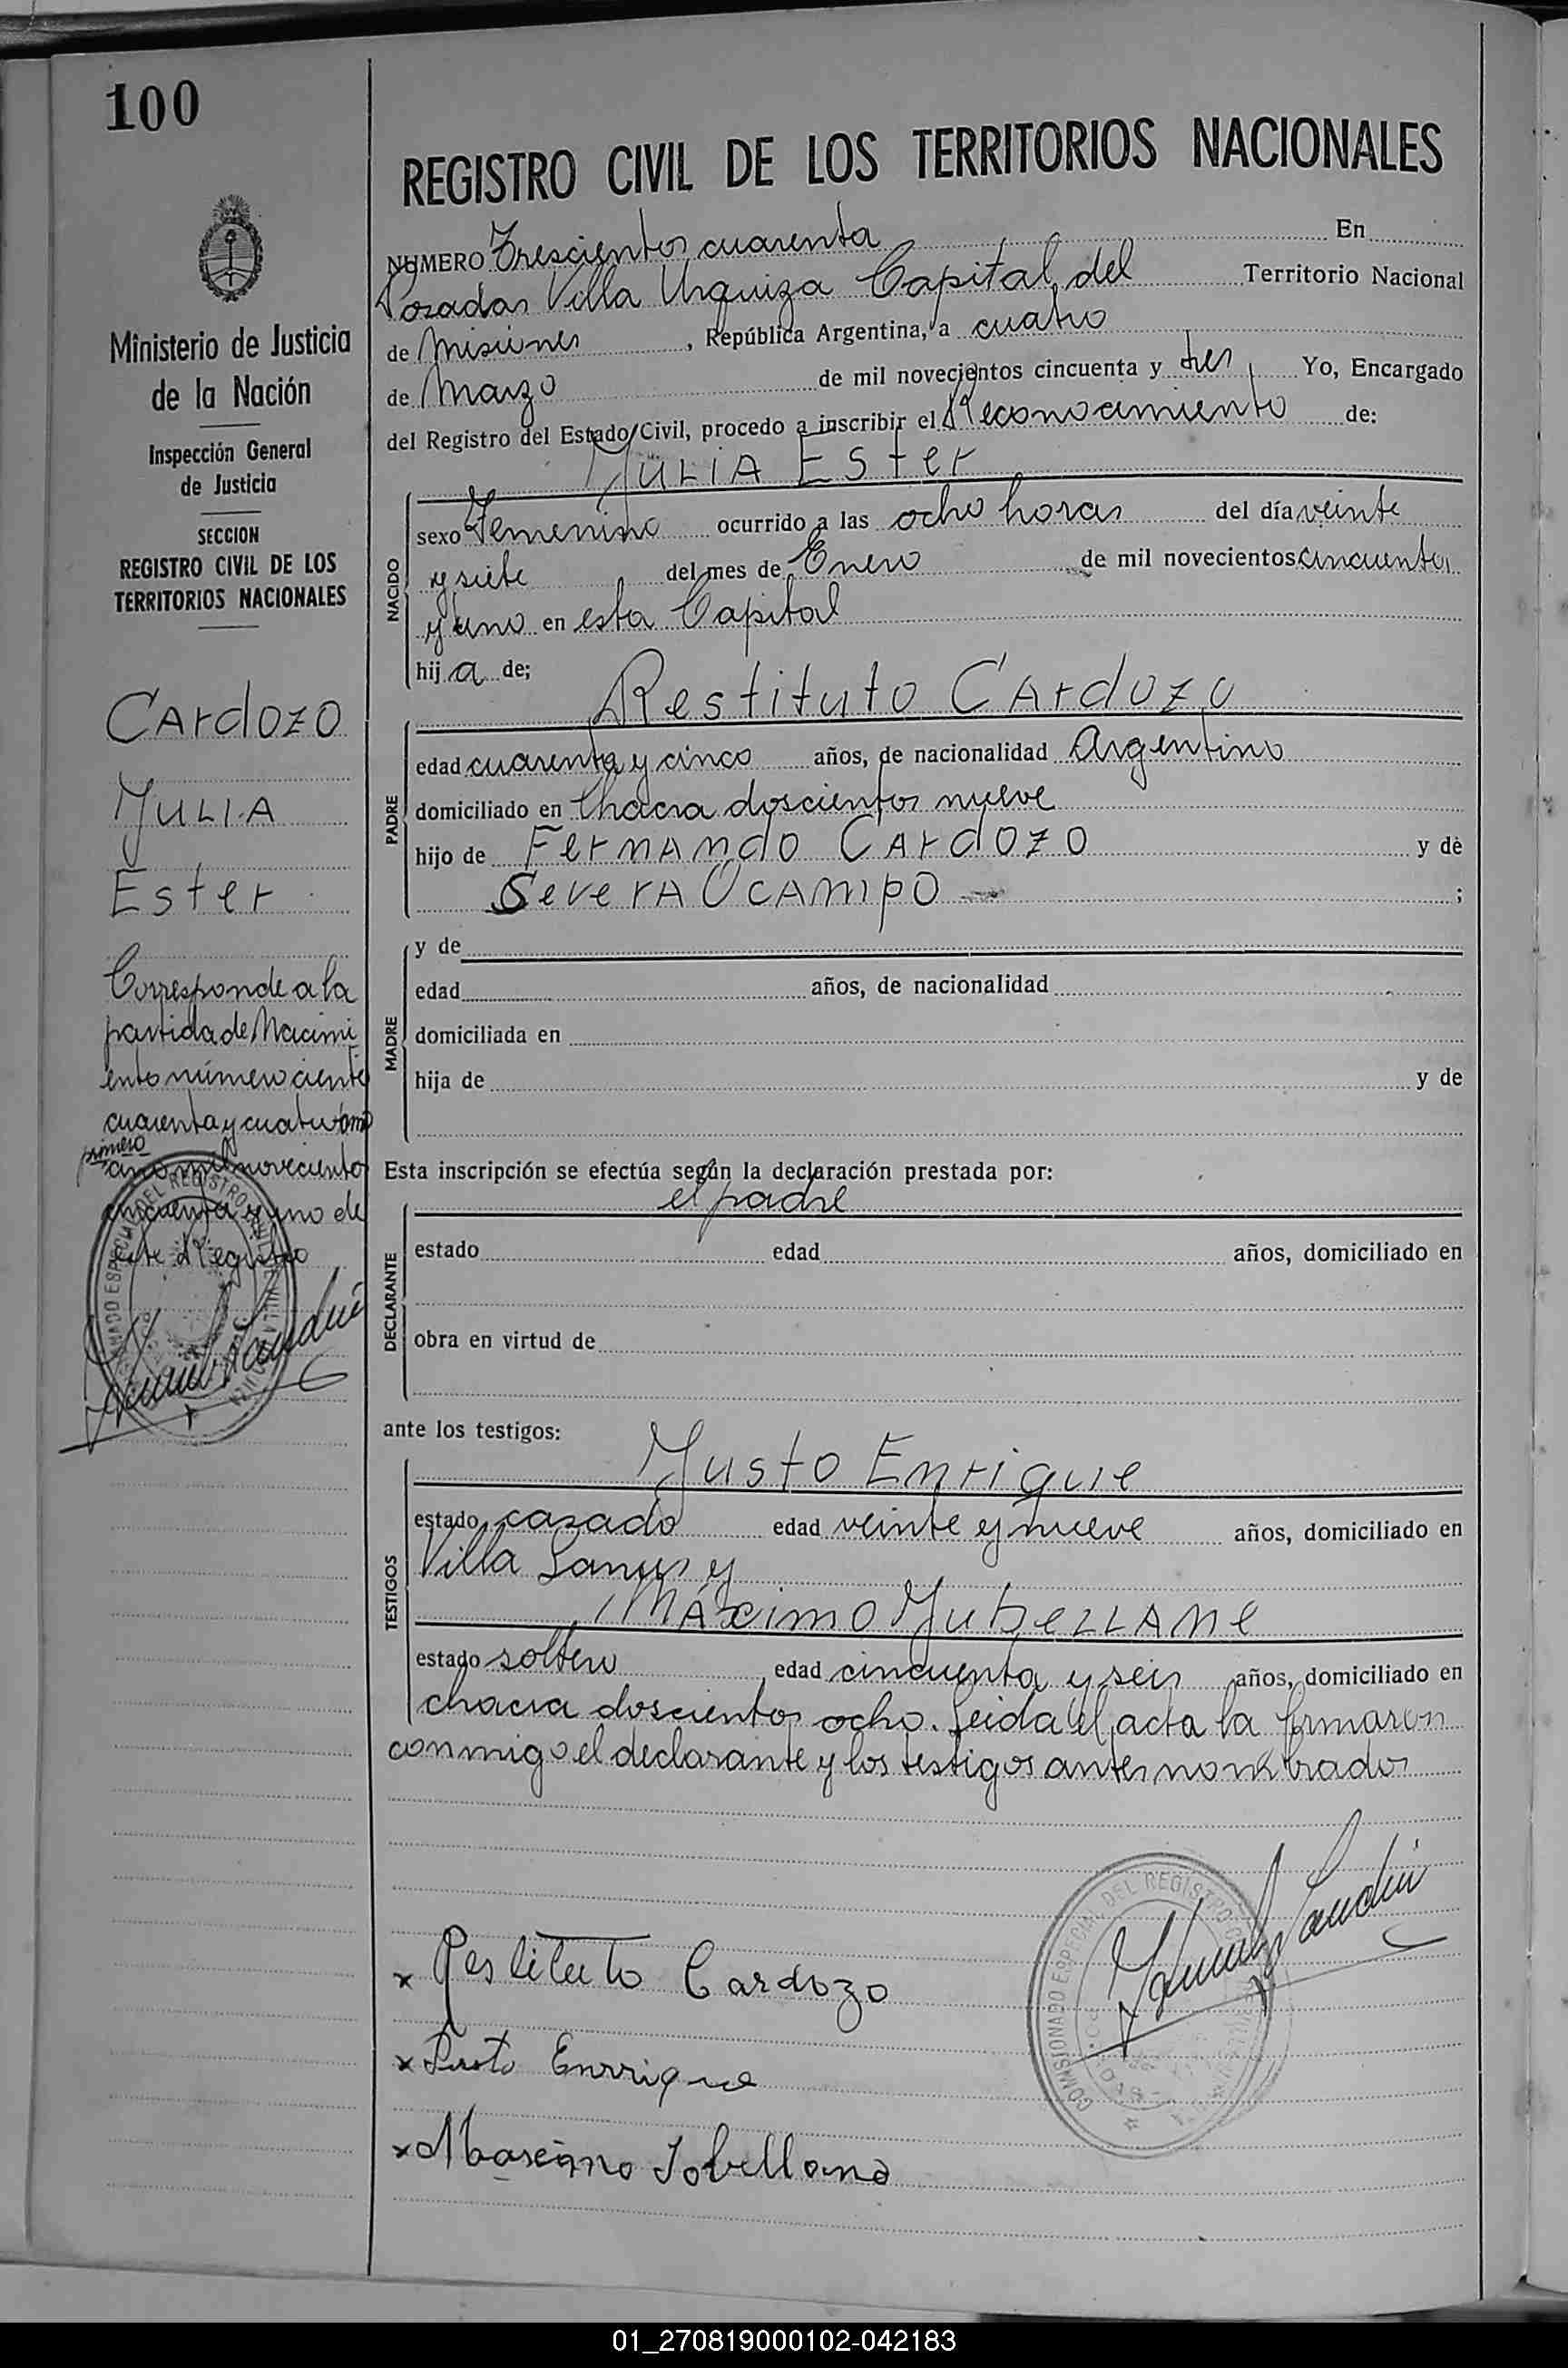 100
Ministerio de Justicia
de la Nación
Inspección General
de Justicia
SECCION
REGISTRO CIVIL DE LOS
TERRITORIOS NACIONALES
Cardozo
Julia
Ester
Corresponde a la
partida de Nacimi
ento número ciento
cuarenta y cuatro tomo
primero
año mil novecientos
cincuenta y uno de
este Registro
REGISTRO CIVIL DE LOS TERRITORIOS NACIONALES
NUMERO Trescientos cuarenta En
Posadas Villa Urquiza Capital del Territorio Nacional
de Misiones, República Argentina, a cuatro
de Marzo de mil novecientos cincuenta y tres, Yo, Encargado
del Registro del Estado Civil, procedo a inscribir el Reconocimiento de:
Julia Ester
NACIDO
sexo Femenino ocurrido a las ocho horas del día veinte
y siete del mes de Enero de mil novecientos cincuenta
y uno en esta Capital
hija de;
Restituto Cardozo
PADRE
edad cuarenta y cinco años, de nacionalidad Argentino
domiciliado en Chacra doscientos nueve
hijo de Fernando Cardozo y de
Severa Ocampo ;
MADRE
y de
edad años, de nacionalidad
domiciliada en
hija de y de
Esta inscripción se efectúa según la declaración prestada por:
el padre
DECLARANTE
estado edad años, domiciliado en
obra en virtud de
ante los testigos:
Justo Enrique
TESTIGOS
estado casado edad veinte y nueve años, domiciliado en
Villa Lanus y
Máximo Jubellane
estado soltero edad cincuenta y seis años, domiciliado en
chacra doscientos ocho. Leida el acta la firmaron
conmigo el declarante y los testigos antes nombrados
COMISIONADO ESPECIAL DEL REGISTRO
x Restituto Cardozo
x Justo Enrrique
x Mascimo Jobellano
01_270819000102-042183